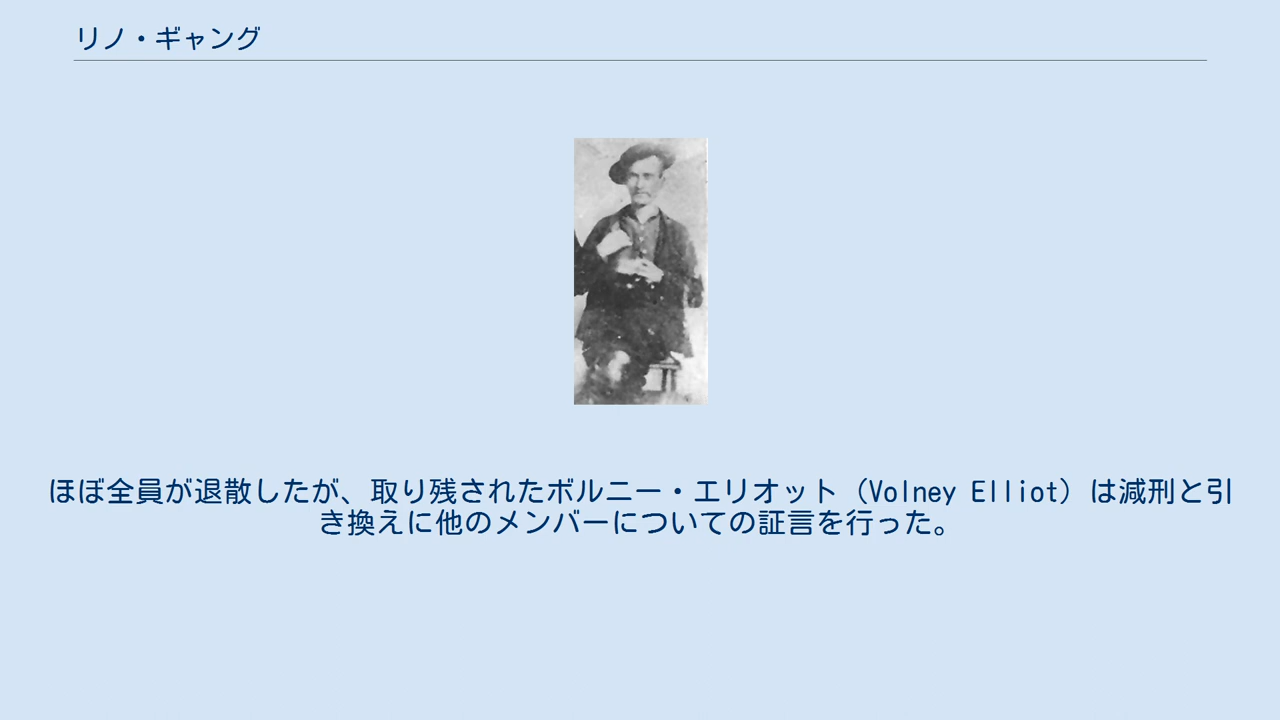 リノ・ギャング
ほぼ全員が退散したが、取り残されたボルニー・エリオット（Volney Elliot）は減刑と引
き換えに他のメンバーについての証言を行った。